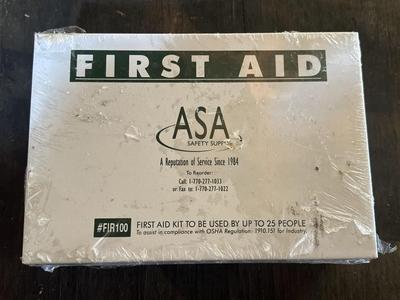 FIRST AID
ASA
SAFETY SUPPLY
A Reputation of Service Since 1984
To Reorder:
Call: 1-770-277-1033
or Fax to: 1-770-277-1022
#FIR100 FIRST AID KIT TO BE USED BY UP TO 25 PEOPLE
To assist in compliance with OSHA Regulation: 1910.151 for Industry.